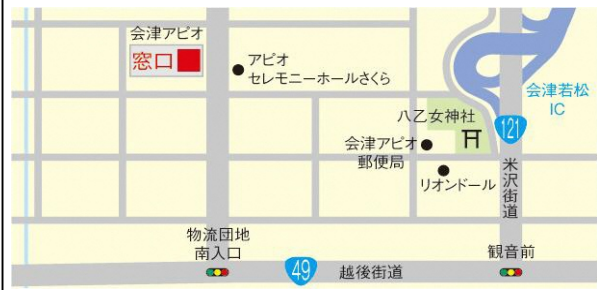 会津アピオ
窓口
アピオ
セレモニーホールさくら
会津若松
IC
八乙女神社
121
会津アピオ
郵便局
リオンドール
米沢街道
物流団地
南入口
観音前
49
越後街道